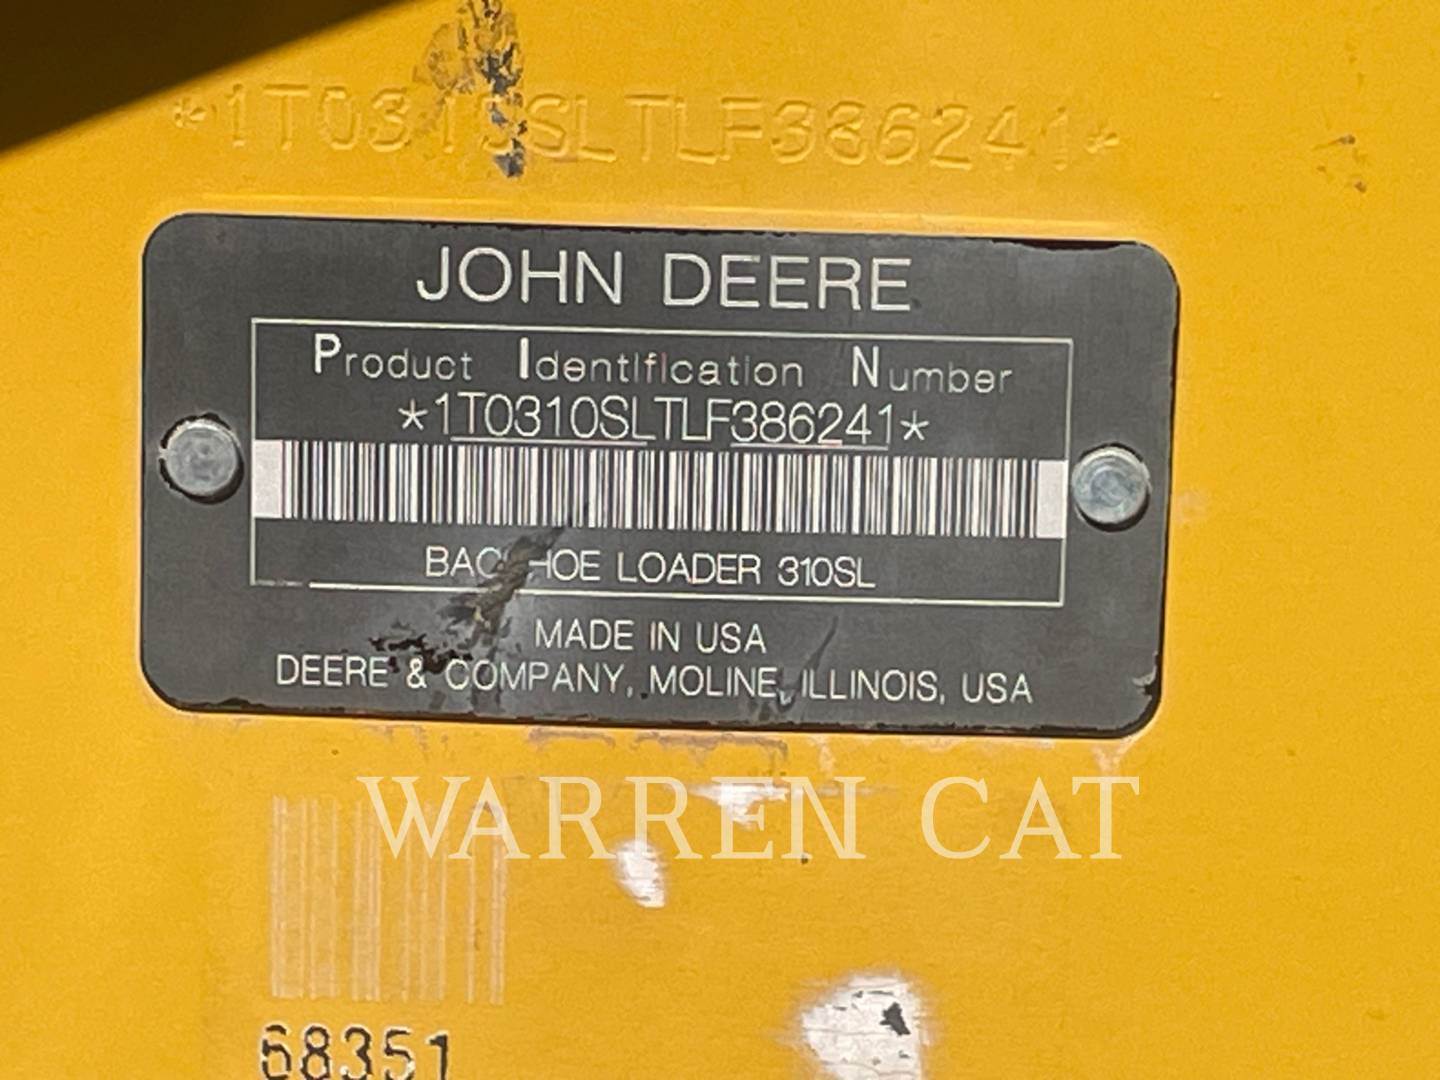 *1T0310SLTLF386241*
JOHN DEERE
Product Identification Number
*1T0310SLTLF386241*
BACKHOE LOADER 310SL
MADE IN USA
DEERE & COMPANY, MOLINE, ILLINOIS, USA
WARREN CAT
68351